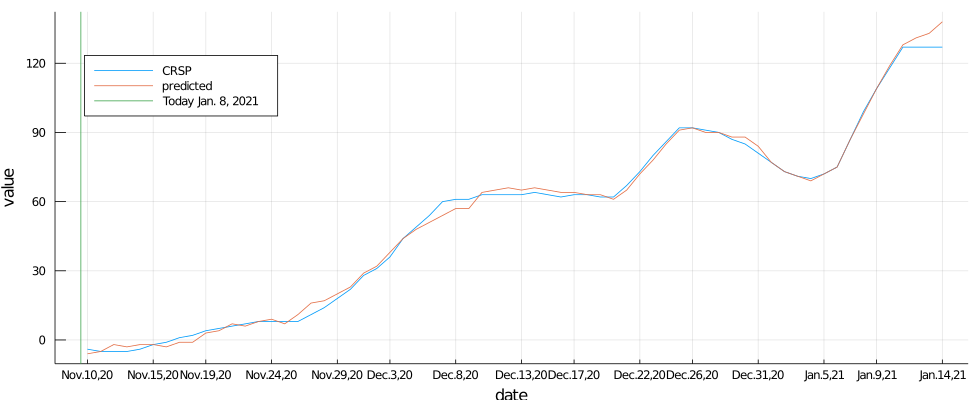 CRSP
predicted
Today Jan. 8, 2021
120
90
60
30
0
value
Nov.10,20 Nov.15,20 Nov.19,20 Nov.24,20 Nov.29,20 Dec.3,20 Dec.8,20 Dec.13,20 Dec.17,20 Dec.22,20 Dec.26,20 Dec.31,20 Jan.5,21 Jan.9,21 Jan.14,21
date